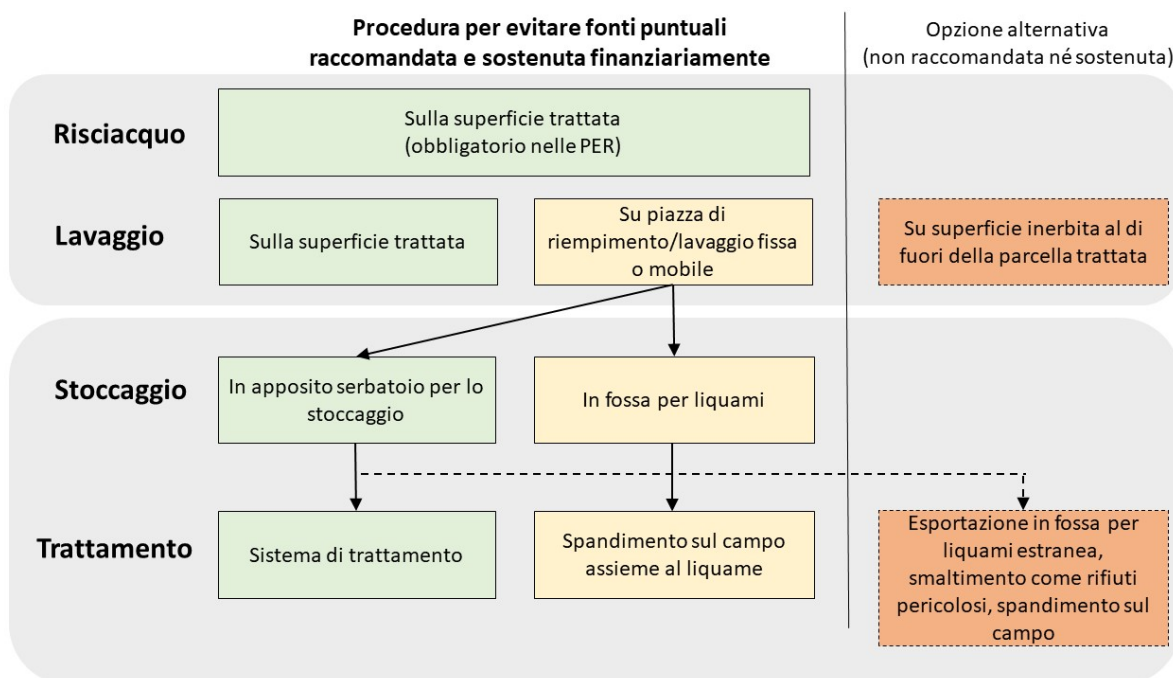 Procedura per evitare fonti puntuali
raccomandata e sostenuta finanziariamente
Opzione alternativa
(non raccomandata né sostenuta)
Risciacquo
Sulla superficie trattata
(obbligatorio nelle PER)
Lavaggio
Sulla superficie trattata
Su piazza di
riempimento/lavaggio fissa
o mobile
Su superficie inerbita al di
fuori della parcella trattata
Stoccaggio
In apposito serbatoio per lo
stoccaggio
In fossa per liquami
Trattamento
Sistema di trattamento
Spandimento sul campo
assieme al liquame
Esportazione in fossa per
liquami estranea,
smaltimento come rifiuti
pericolosi, spandimento sul
campo